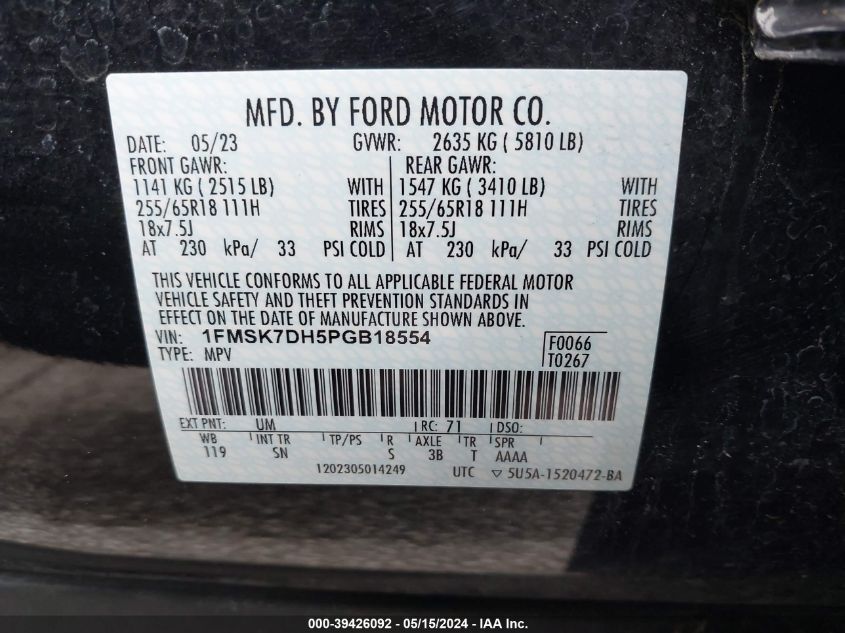 MFD. BY FORD MOTOR CO.
DATE: 05/23 GVWR: 2635 KG ( 5810 LB)
FRONT GAWR: REAR GAWR:
1141 KG ( 2515 LB) WITH 1547 KG ( 3410 LB) WITH
255/65R18 111H TIRES 255/65R18 111H TIRES
18x7.5J RIMS 18x7.5J RIMS
AT 230 kPa/ 33 PSI COLD AT 230 kPa/ 33 PSI COLD
THIS VEHICLE CONFORMS TO ALL APPLICABLE FEDERAL MOTOR
VEHICLE SAFETY AND THEFT PREVENTION STANDARDS IN
EFFECT ON THE DATE OF MANUFACTURE SHOWN ABOVE.
VIN: 1FMSK7DH5PGB18554 F0066
TYPE: MPV T0267
EXT PNT: UM RC: 71 DSO:
WB INT TR TP/PS R AXLE TR SPR
119 SN S 3B T AAAA
1202305014249 UTC ▽ 5U5A-1520472-BA
000-39426092 — 05/15/2024 — IAA Inc.